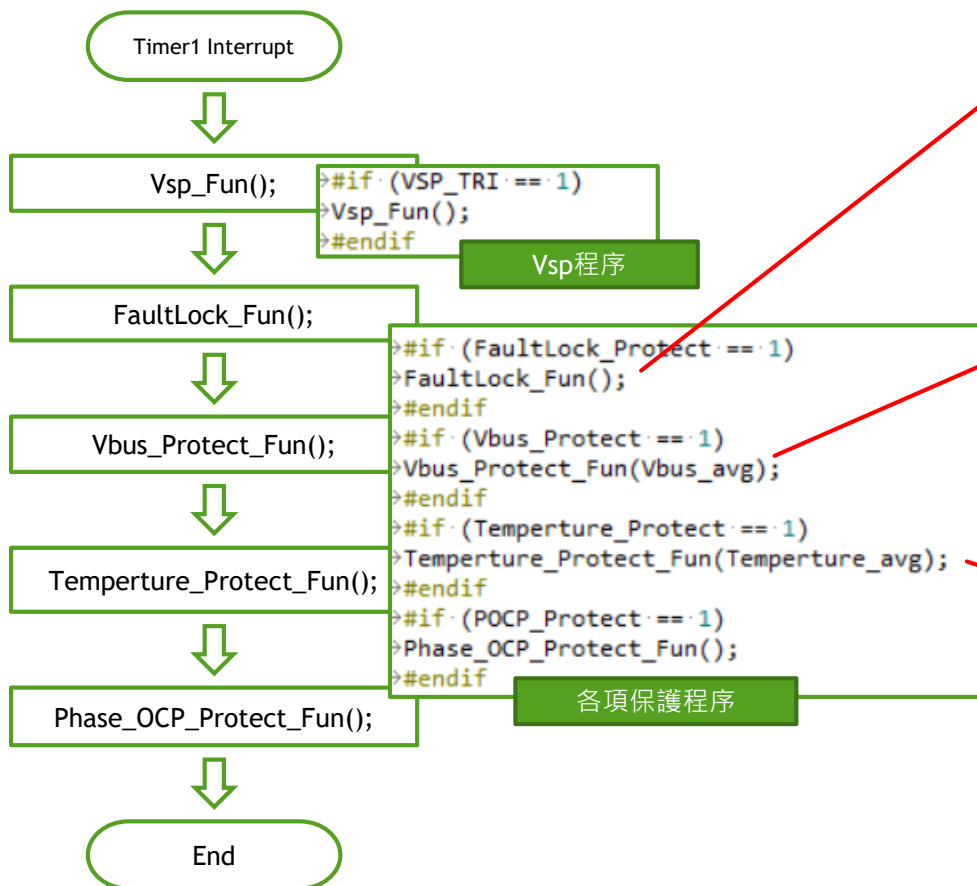 Timer1 Interrupt
Vsp_Fun();
#if (VSP_TRI == 1)
Vsp_Fun();
#endif
Vsp程序
FaultLock_Fun();
Vbus_Protect_Fun();
Temperture_Protect_Fun();
Phase_OCP_Protect_Fun();
End
#if (FaultLock_Protect == 1)
FaultLock_Fun();
#endif
#if (Vbus_Protect == 1)
Vbus_Protect_Fun(Vbus_avg);
#endif
#if (Temperture_Protect == 1)
Temperture_Protect_Fun(Temperture_avg);
#endif
#if (POCP_Protect == 1)
Phase_OCP_Protect_Fun();
#endif
各項保護程序